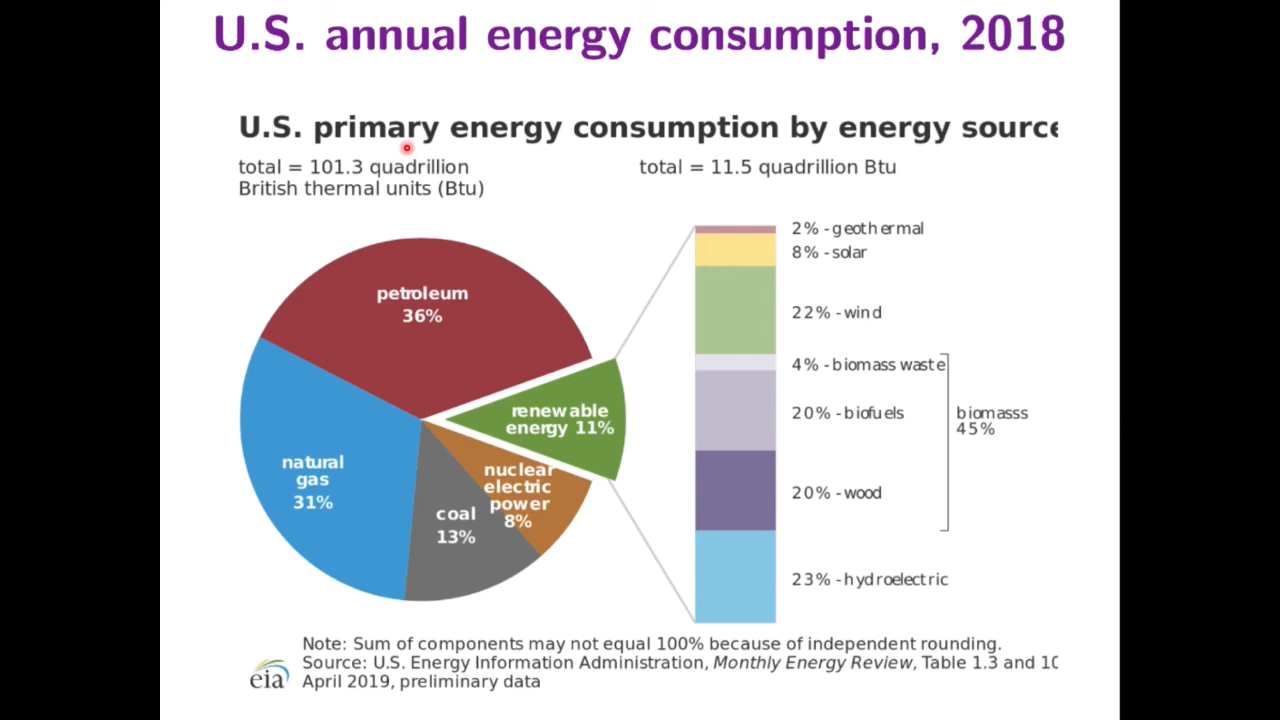 U.S. annual energy consumption, 2018
U.S. primary energy consumption by energy source
total = 101.3 quadrillion
British thermal units (Btu)
total = 11.5 quadrillion Btu
petroleum
36%
natural
gas
31%
coal
13%
nuclear
electric
power
8%
renewable
energy 11%
2% - geothermal
8% - solar
22% - wind
4% - biomass waste
20% - biofuels
20% - wood
biomasss
45%
23% - hydroelectric
Note: Sum of components may not equal 100% because of independent rounding.
Source: U.S. Energy Information Administration, Monthly Energy Review, Table 1.3 and 10
April 2019, preliminary data
eia